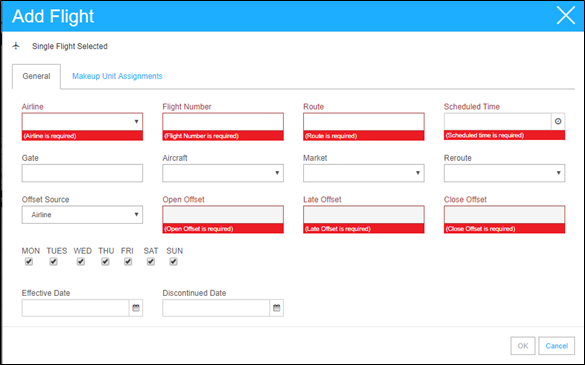 Add Flight
Single Flight Selected
General Makeup Unit Assignments
Airline Flight Number Route Scheduled Time
(Airline is required) (Flight Number is required) (Route is required) (Scheduled time is required)
Gate Aircraft Market Reroute
Offset Source Open Offset Late Offset Close Offset
Airline
(Open Offset is required) (Late Offset is required) (Close Offset is required)
MON TUES WED THU FRI SAT SUN
Effective Date Discontinued Date
OK Cancel